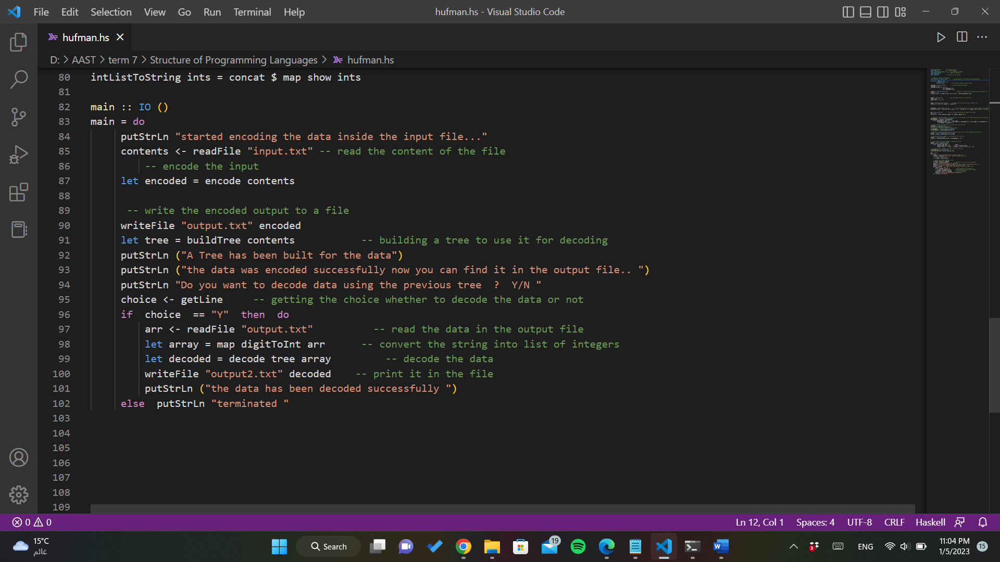 File Edit Selection View Go Run Terminal Help
hufman.hs - Visual Studio Code
hufman.hs
D: > AAST > term 7 > Structure of Programming Languages > hufman.hs
80 intListToString ints = concat $ map show ints
81
82 main :: IO ()
83 main = do
84 putStrLn "started encoding the data inside the input file..."
85 contents <- readFile "input.txt" -- read the content of the file
86 -- encode the input
87 let encoded = encode contents
88
89 -- write the encoded output to a file
90 writeFile "output.txt" encoded
91 let tree = buildTree contents -- building a tree to use it for decoding
92 putStrLn ("A Tree has been built for the data")
93 putStrLn ("the data was encoded successfully now you can find it in the output file.. ")
94 putStrLn "Do you want to decode data using the previous tree  ?  Y/N "
95 choice <- getLine -- getting the choice whether to decode the data or not
96 if  choice  == "Y"  then  do
97 arr <- readFile "output.txt" -- read the data in the output file
98 let array = map digitToInt arr -- convert the string into list of integers
99 let decoded = decode tree array -- decode the data
100 writeFile "output2.txt" decoded -- print it in the file
101 putStrLn ("the data has been decoded successfully ")
102 else  putStrLn "terminated "
103
104
105
106
107
108
109
0 0
Ln 12, Col 1 Spaces: 4 UTF-8 CRLF Haskell
15°C
غائم
Search
19
3
ENG
11:04 PM
1/5/2023
15